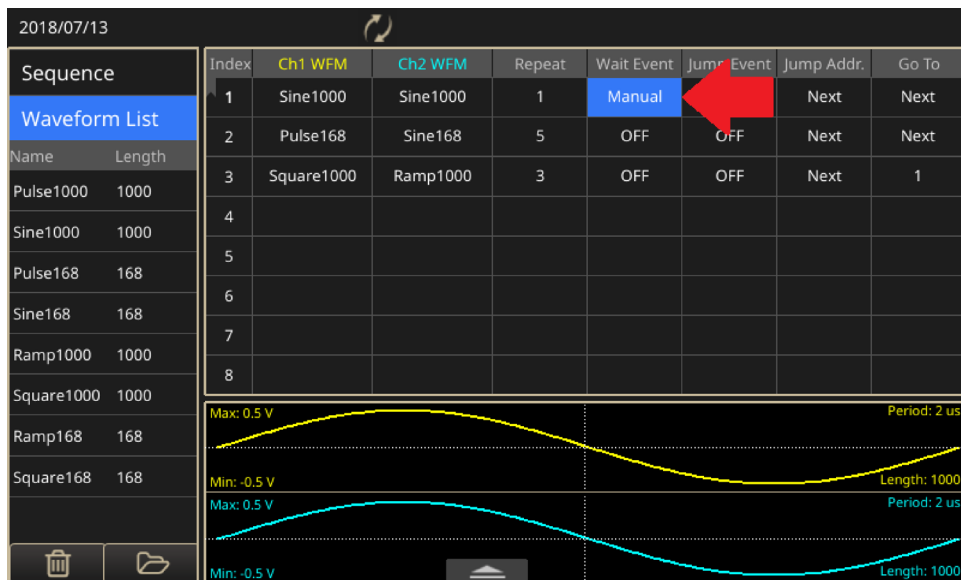 2018/07/13
Sequence
Waveform List
Name Length
Pulse1000 1000
Sine1000 1000
Pulse168 168
Sine168 168
Ramp1000 1000
Square1000 1000
Ramp168 168
Square168 168
Index Ch1 WFM Ch2 WFM Repeat Wait Event Jump Event Jump Addr. Go To
1 Sine1000 Sine1000 1 Manual Next Next
2 Pulse168 Sine168 5 OFF OFF Next Next
3 Square1000 Ramp1000 3 OFF OFF Next 1
4
5
6
7
8
Max: 0.5 V Period: 2 us
Min: -0.5 V Length: 1000
Max: 0.5 V Period: 2 us
Min: -0.5 V Length: 1000